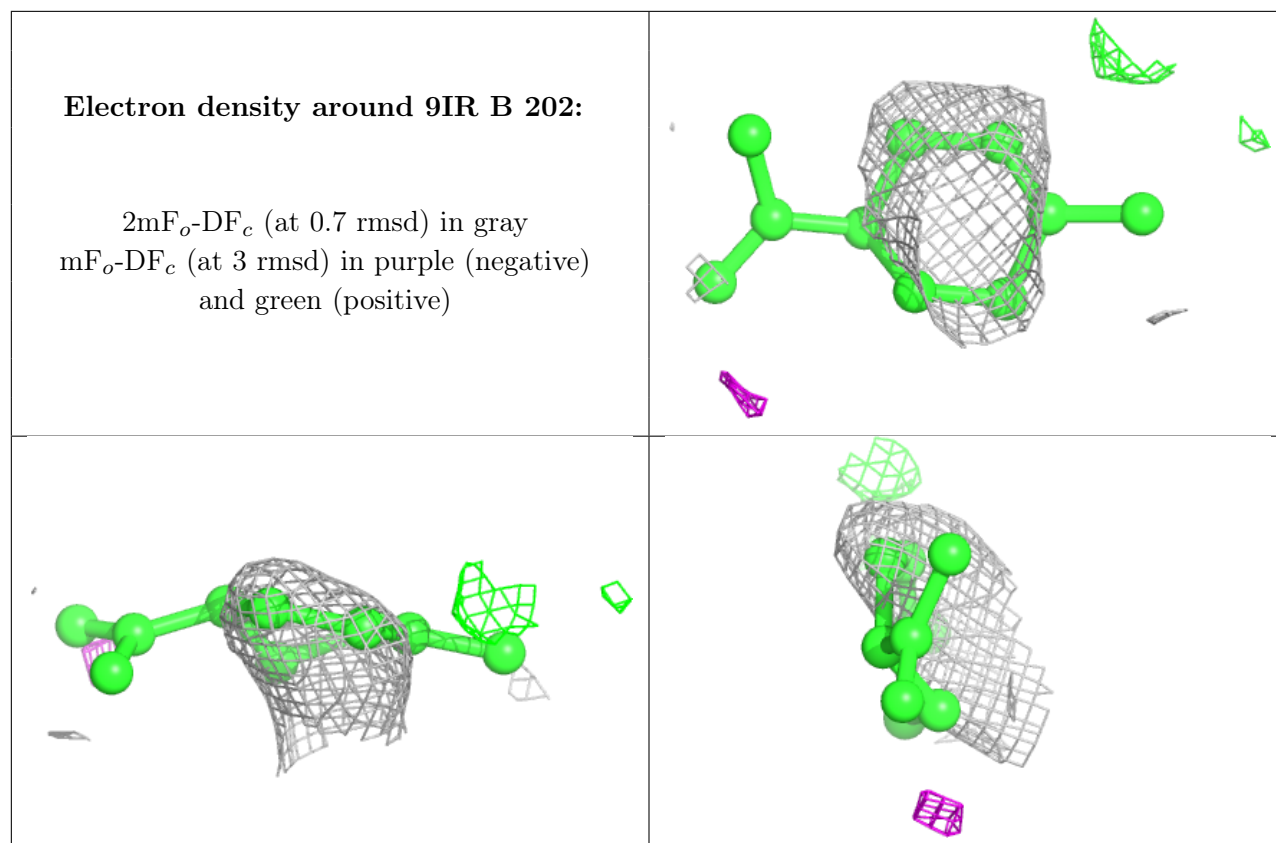 Electron density around 9IR B 202:
2mFo-DFc (at 0.7 rmsd) in gray
mFo-DFc (at 3 rmsd) in purple (negative)
and green (positive)